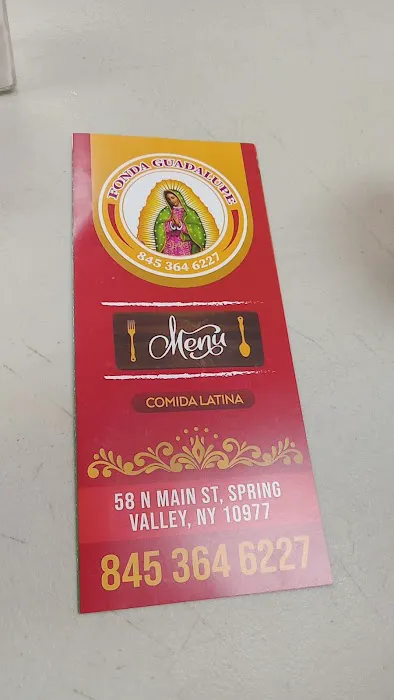 FONDA GUADALUPE
845 364 6227
Menú
COMIDA LATINA
58 N MAIN ST, SPRING
VALLEY, NY 10977
845 364 6227